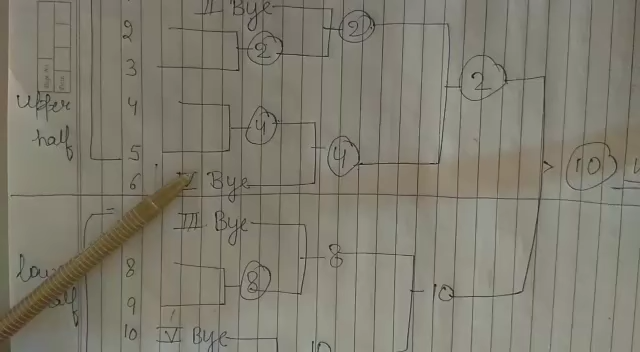 II Bye
2 2 2
3 2
Upper 4
half 4
5 4
6 Bye 10
III Bye
8 8
8
9 10
10 IV Bye 10